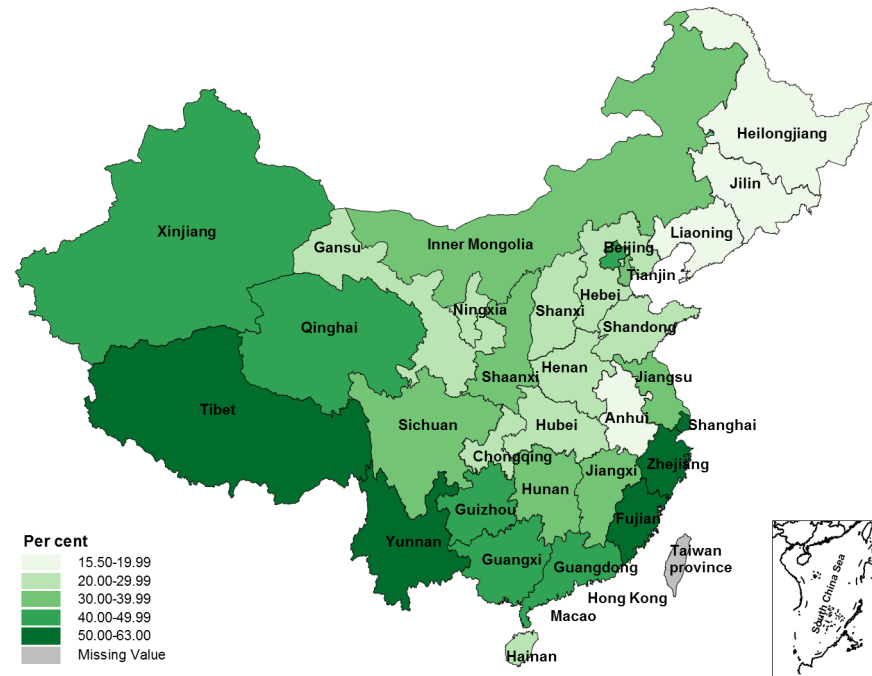 Heilongjiang
Jilin
Xinjiang
Liaoning
Gansu
Inner Mongolia
Beijing
Tianjin
Hebei
Ningxia
Shanxi
Qinghai
Shandong
Henan
Shaanxi
Jiangsu
Tibet
Sichuan
Hubei
Anhui
Shanghai
Chongqing
Zhejiang
Jiangxi
Hunan
Guizhou
Fujian
Yunnan
Guangxi
Guangdong
Taiwan
province
Hong Kong
Macao
Hainan
Per cent
15.50-19.99
20.00-29.99
30.00-39.99
40.00-49.99
50.00-63.00
Missing Value
South China Sea